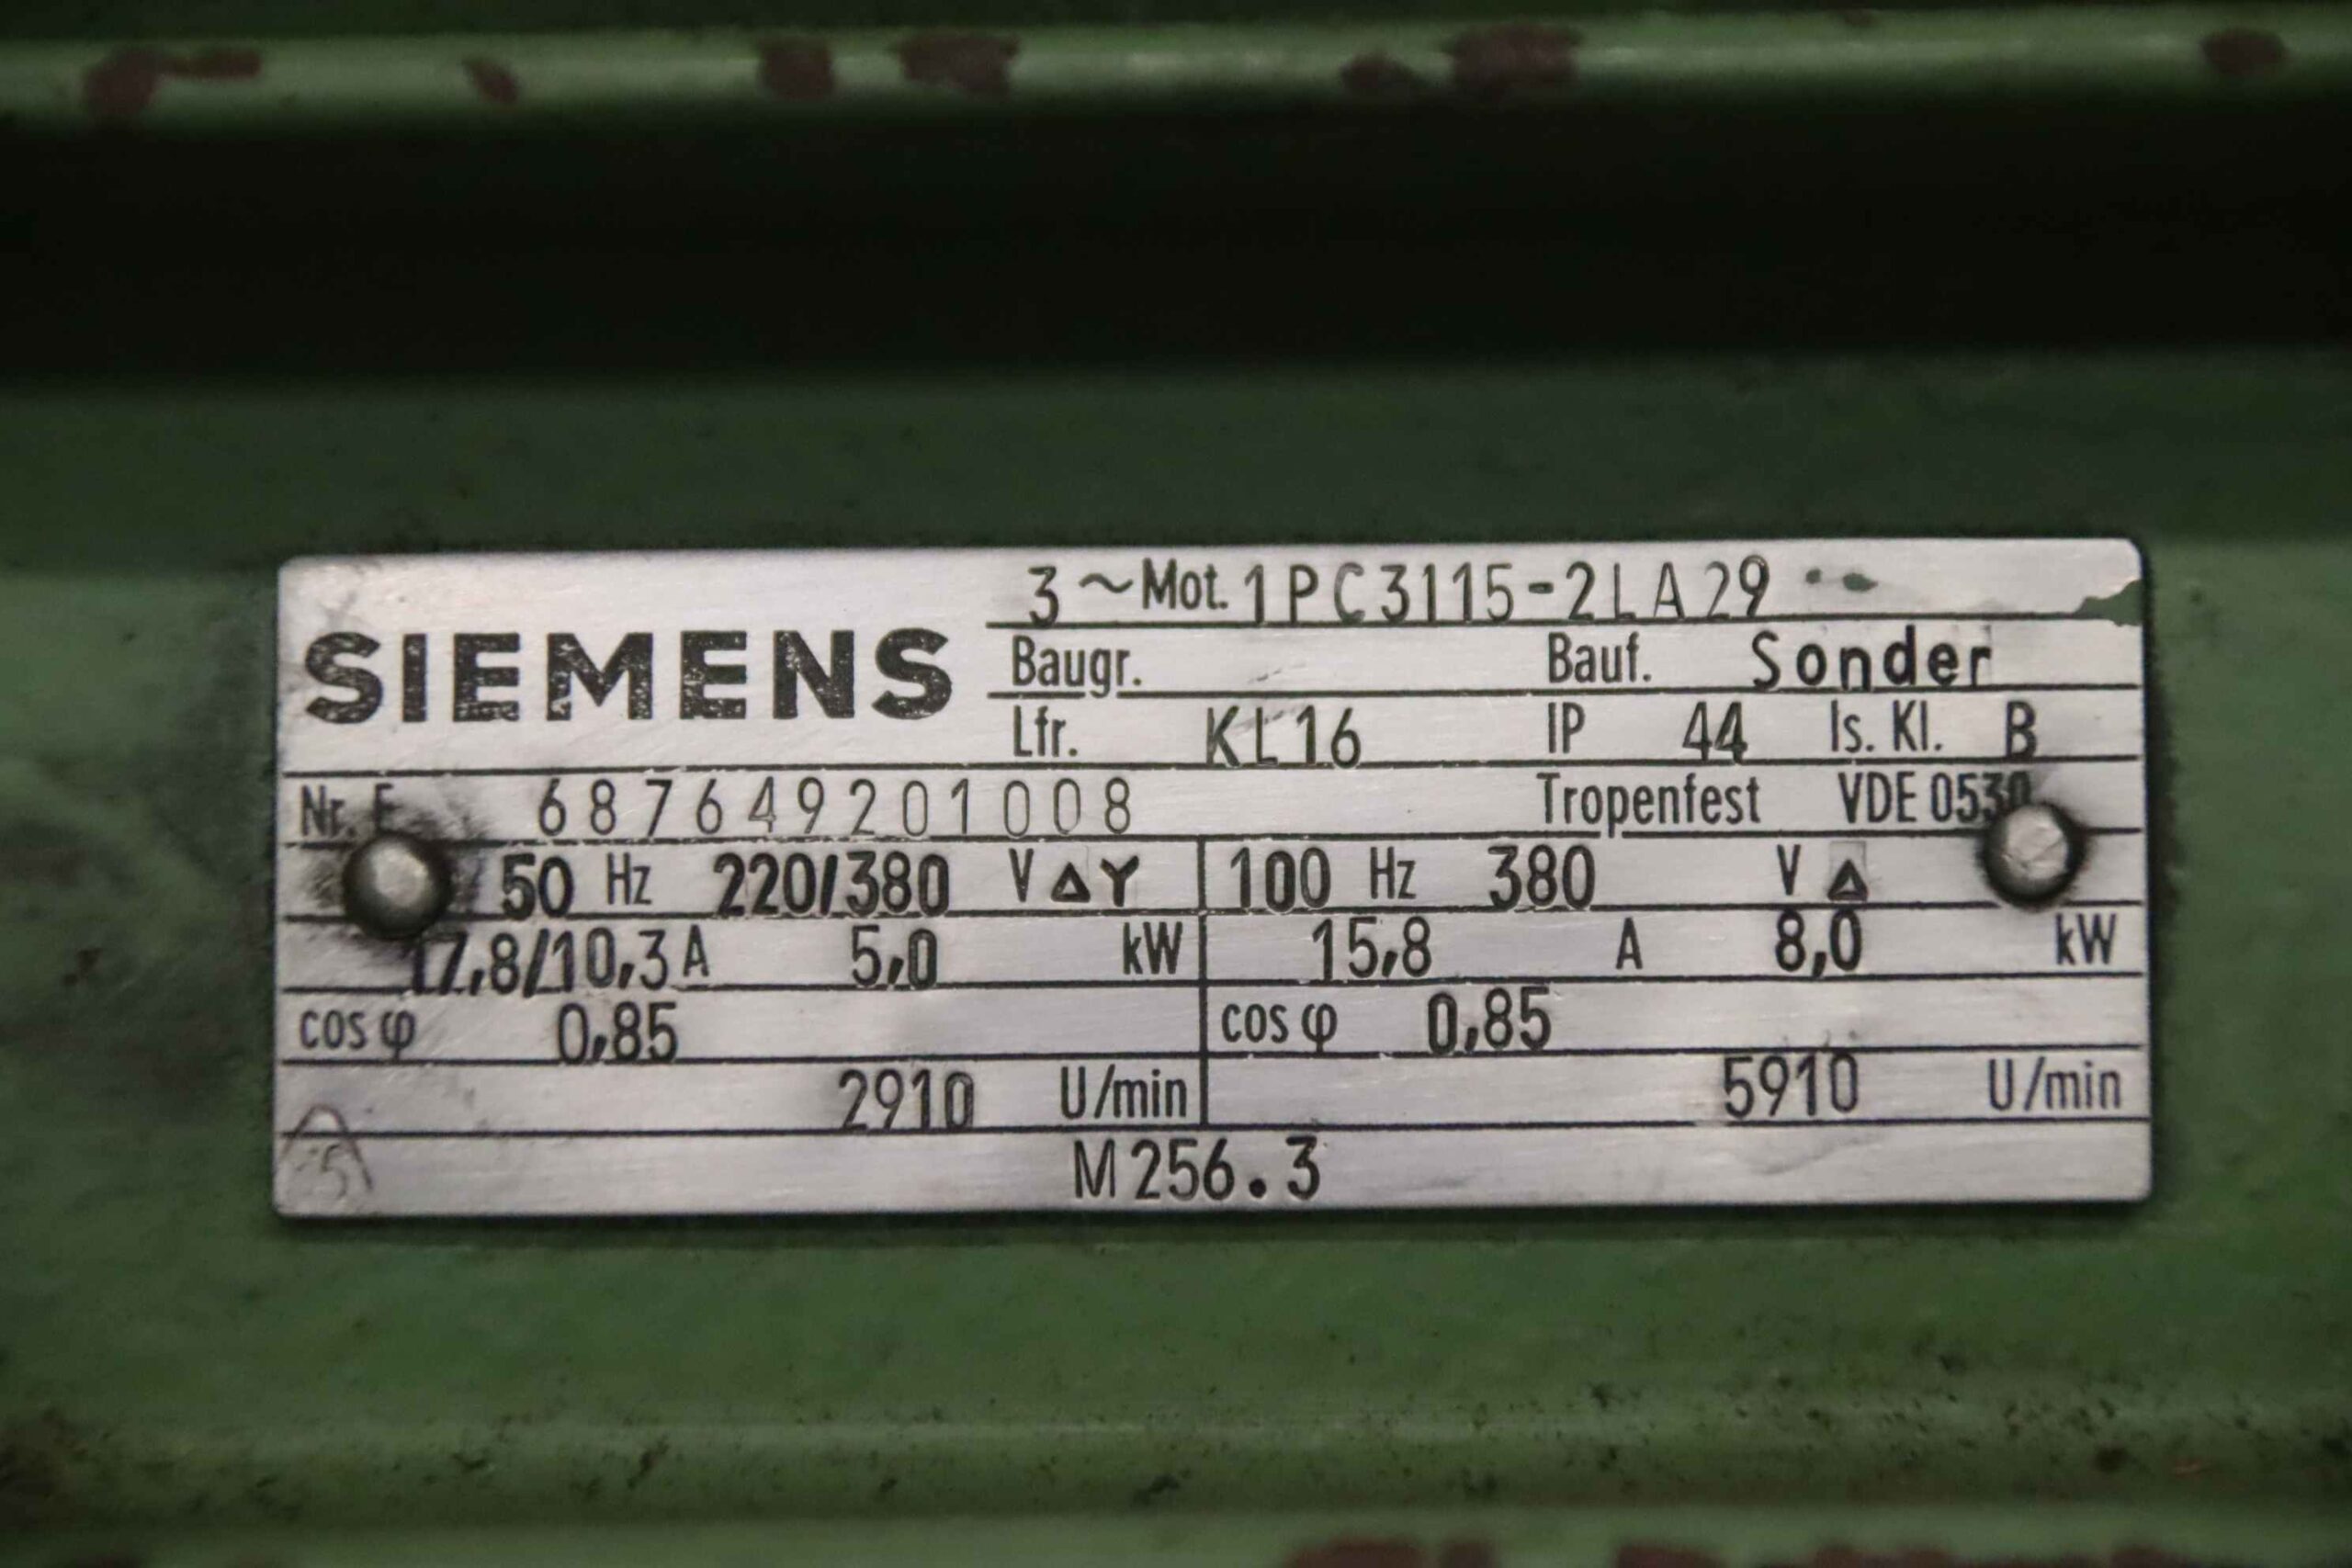 3 ~ Mot. 1PC3115-2LA29
SIEMENS
Baugr. Bauf. Sonder
Lfr. KL16 IP 44 Is. Kl. B
Nr. E 687649201008 Tropenfest VDE 0530
50 Hz 220/380 V Δ Y 100 Hz 380 V Δ
17,8/10,3 A 5,0 kW 15,8 A 8,0 kW
cos φ 0,85 cos φ 0,85
2910 U/min 5910 U/min
M256.3